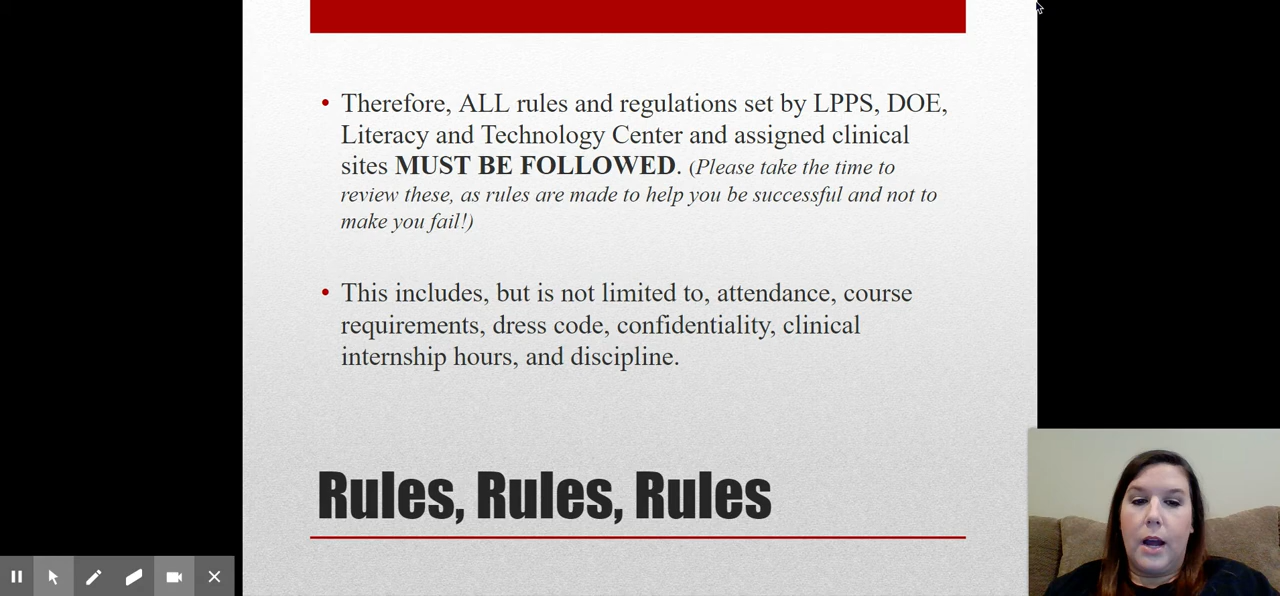 • Therefore, ALL rules and regulations set by LPPS, DOE,
Literacy and Technology Center and assigned clinical
sites MUST BE FOLLOWED. (Please take the time to
review these, as rules are made to help you be successful and not to
make you fail!)
• This includes, but is not limited to, attendance, course
requirements, dress code, confidentiality, clinical
internship hours, and discipline.
Rules, Rules, Rules